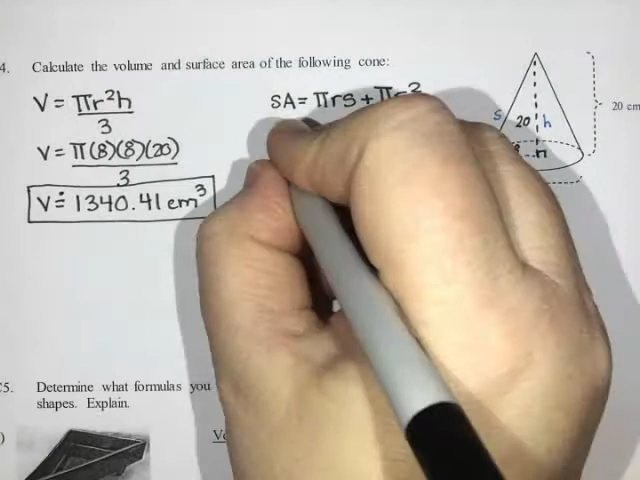 4. Calculate the volume and surface area of the following cone:
V = πr²h
3
SA = πrs + πr²
V = π(8)(8)(20)
3
V ≐ 1340.41 cm³
s 20 h
20 cm
r
5. Determine what formulas you
shapes. Explain.
)